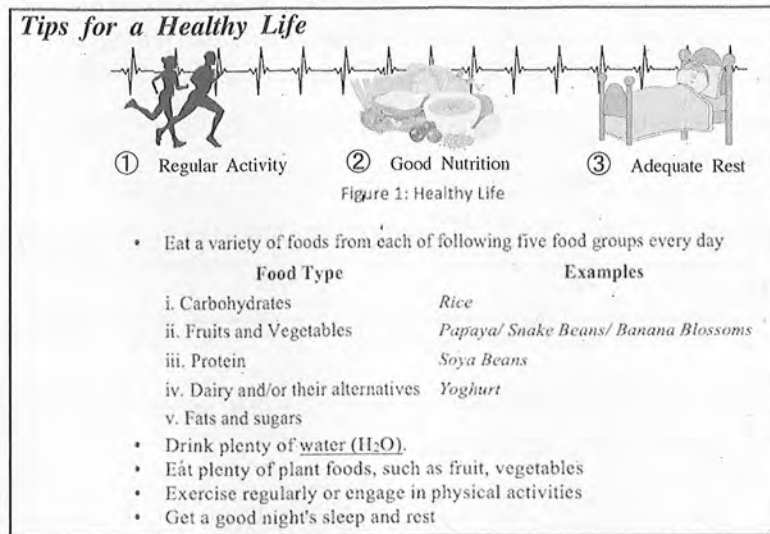 Tips for a Healthy Life
① Regular Activity ② Good Nutrition ③ Adequate Rest
Figure 1: Healthy Life
• Eat a variety of foods from each of following five food groups every day
Food Type Examples
i. Carbohydrates Rice
ii. Fruits and Vegetables Papaya/ Snake Beans/ Banana Blossoms
iii. Protein Soya Beans
iv. Dairy and/or their alternatives Yoghurt
v. Fats and sugars
• Drink plenty of water (H₂O).
• Eat plenty of plant foods, such as fruit, vegetables
• Exercise regularly or engage in physical activities
• Get a good night's sleep and rest